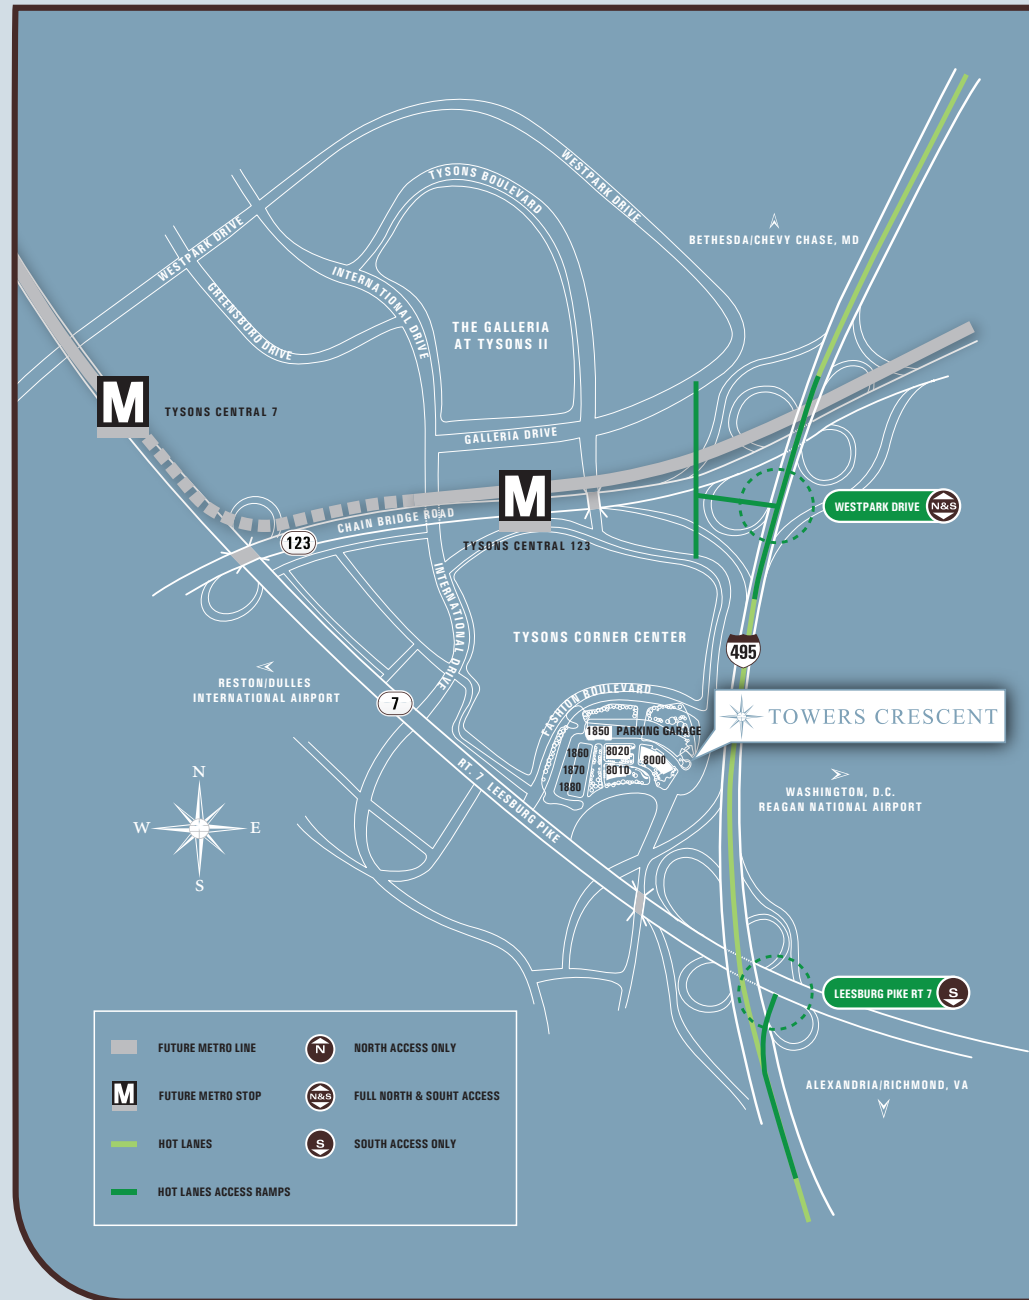 WESTPARK DRIVE
TYSONS BOULEVARD
WESTPARK DRIVE
BETHESDA/CHEVY CHASE, MD
INTERNATIONAL DRIVE
GREENSBORO DRIVE
THE GALLERIA
AT TYSONS II
M
TYSONS CENTRAL 7
GALLERIA DRIVE
M
WESTPARK DRIVE
N&S
CHAIN BRIDGE ROAD
123
TYSONS CENTRAL 123
INTERNATIONAL DRIVE
TYSONS CORNER CENTER
495
RESTON/DULLES
INTERNATIONAL AIRPORT
7
FASHION BOULEVARD
TOWERS CRESCENT
1850 PARKING GARAGE
1860
8020
8000
1870
8010
1880
RT. 7 LEESBURG PIKE
WASHINGTON, D.C.
REAGAN NATIONAL AIRPORT
N
W
E
S
LEESBURG PIKE RT 7
S
FUTURE METRO LINE
N
NORTH ACCESS ONLY
M
FUTURE METRO STOP
N&S
FULL NORTH & SOUHT ACCESS
HOT LANES
S
SOUTH ACCESS ONLY
HOT LANES ACCESS RAMPS
ALEXANDRIA/RICHMOND, VA